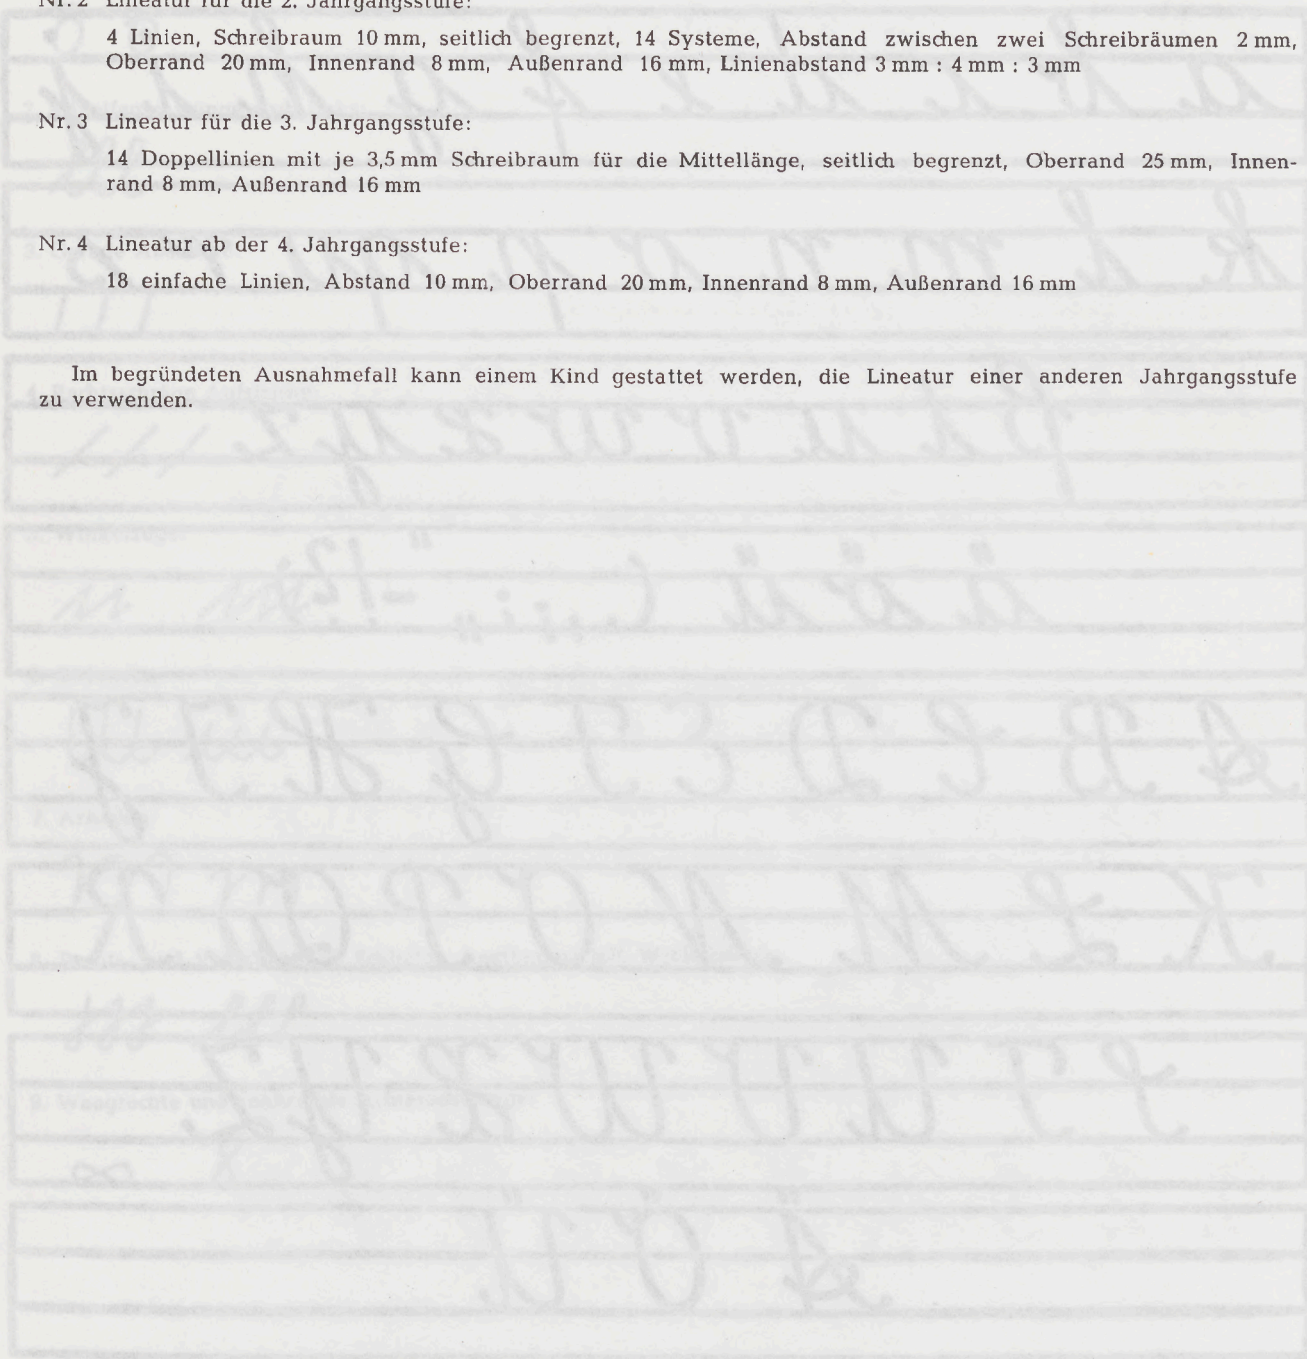 Nr. 2 Lineatur für die 2. Jahrgangsstufe:
4 Linien, Schreibraum 10 mm, seitlich begrenzt, 14 Systeme, Abstand zwischen zwei Schreibräumen 2 mm,
Oberrand 20 mm, Innenrand 8 mm, Außenrand 16 mm, Linienabstand 3 mm : 4 mm : 3 mm
Nr. 3 Lineatur für die 3. Jahrgangsstufe:
14 Doppellinien mit je 3,5 mm Schreibraum für die Mittellänge, seitlich begrenzt, Oberrand 25 mm, Innen-
rand 8 mm, Außenrand 16 mm
Nr. 4 Lineatur ab der 4. Jahrgangsstufe:
18 einfache Linien, Abstand 10 mm, Oberrand 20 mm, Innenrand 8 mm, Außenrand 16 mm
Im begründeten Ausnahmefall kann einem Kind gestattet werden, die Lineatur einer anderen Jahrgangsstufe
zu verwenden.